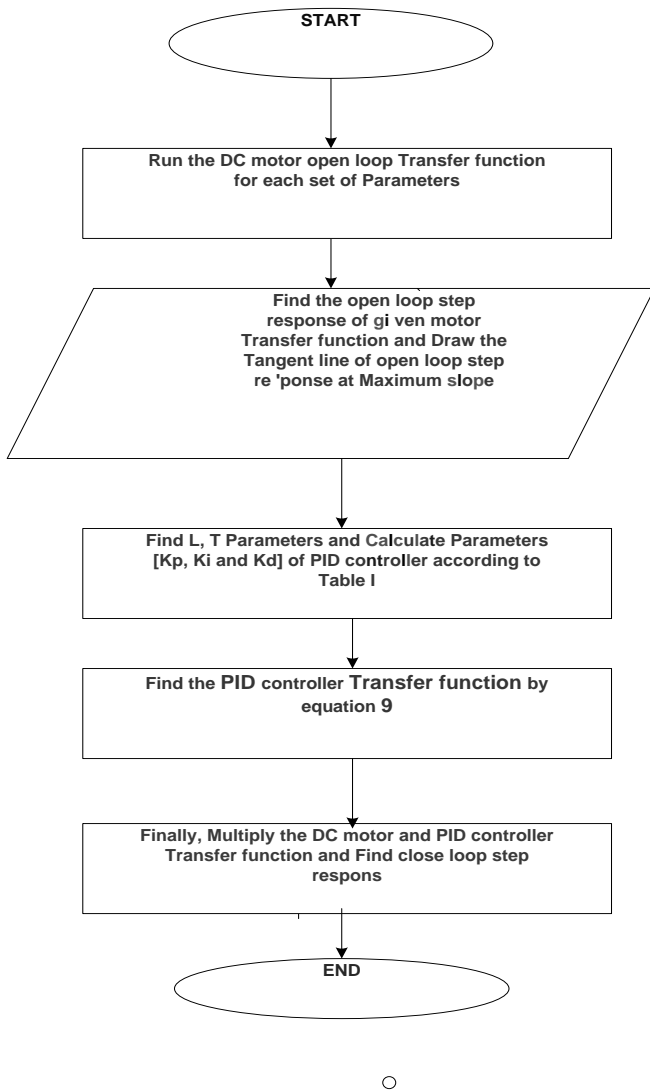 START
Run the DC motor open loop Transfer function
for each set of Parameters
Find the open loop step
response of gi ven motor
Transfer function and Draw the
Tangent line of open loop step
re 'ponse at Maximum slope
Find L, T Parameters and Calculate Parameters
[Kp, Ki and Kd] of PID controller according to
Table I
Find the PID controller Transfer function by
equation 9
Finally, Multiply the DC motor and PID controller
Transfer function and Find close loop step
respons
END